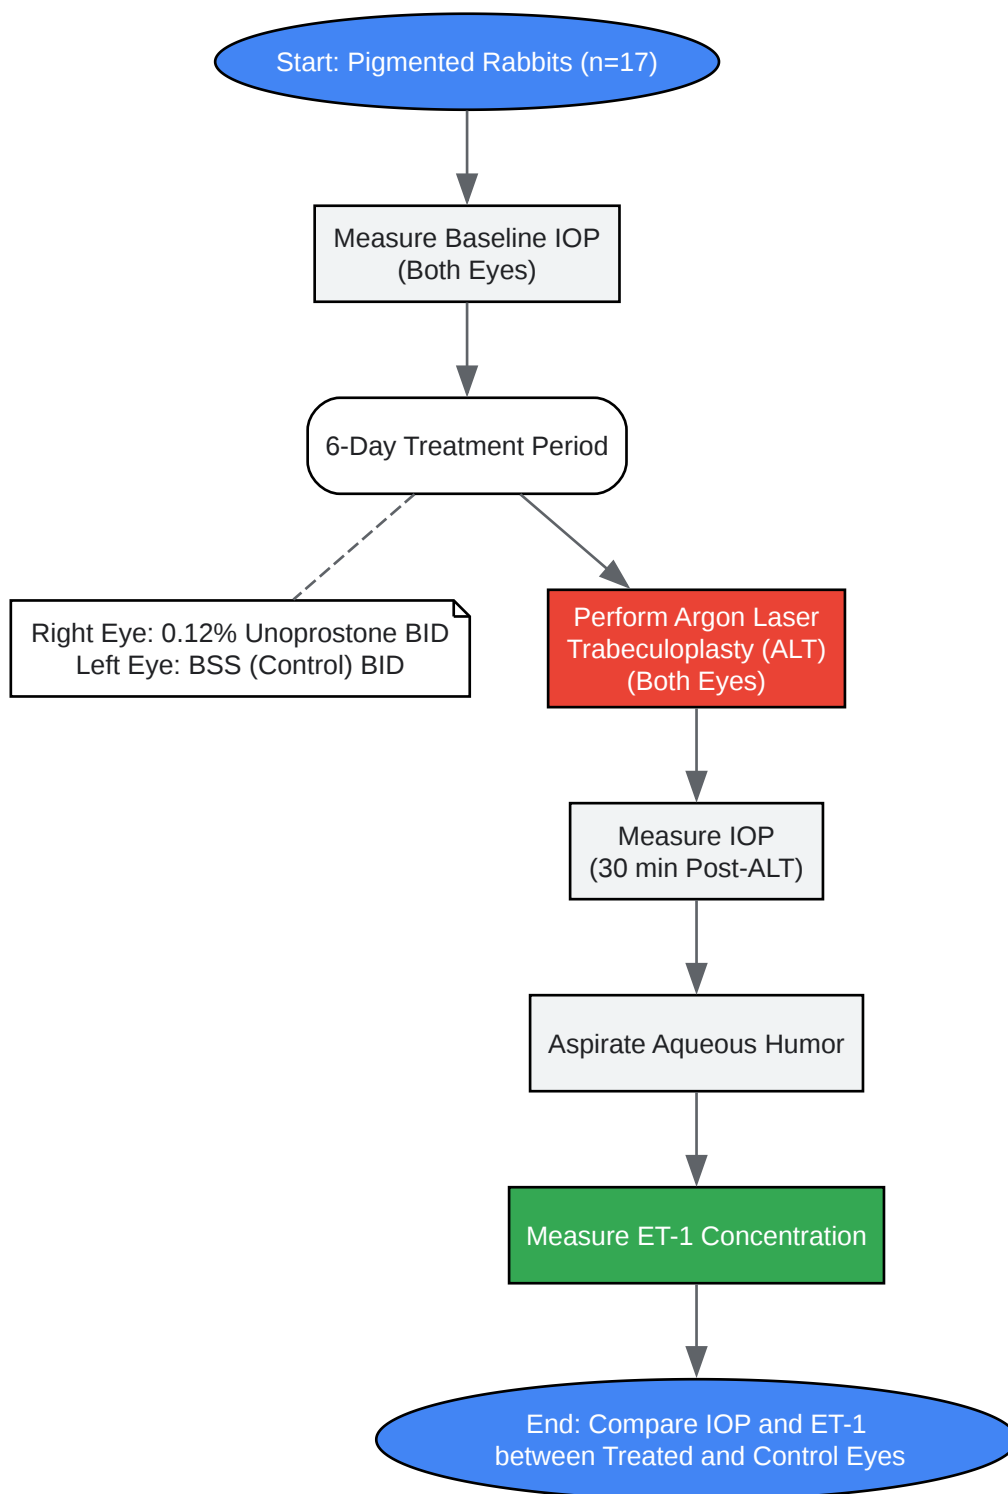 Start: Pigmented Rabbits (n=17)
Measure Baseline IOP
(Both Eyes)
6-Day Treatment Period
Right Eye: 0.12% Unoprostone BID
Left Eye: BSS (Control) BID
Perform Argon Laser
Trabeculoplasty (ALT)
(Both Eyes)
Measure IOP
(30 min Post-ALT)
Aspirate Aqueous Humor
Measure ET-1 Concentration
End: Compare IOP and ET-1
between Treated and Control Eyes